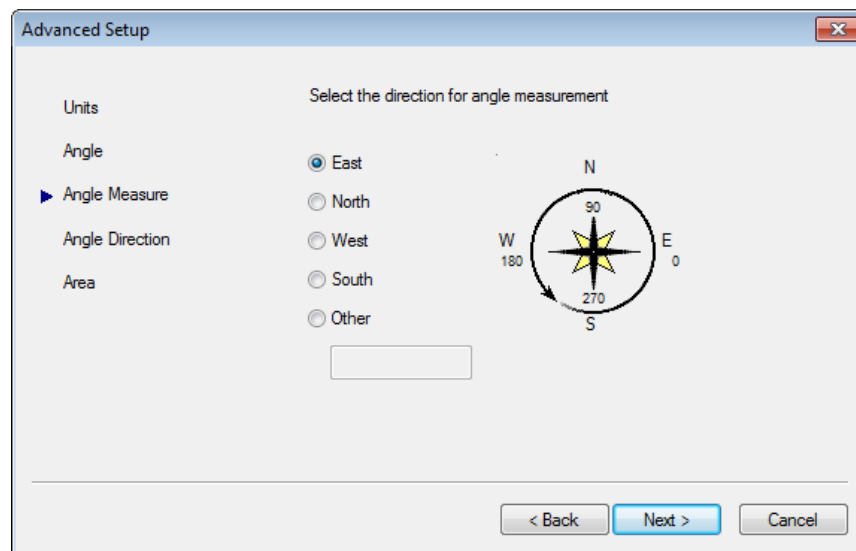 Advanced Setup
Select the direction for angle measurement
Units
Angle
Angle Measure
Angle Direction
Area
East
North
West
South
Other
N
90
W
E
180
0
270
S
< Back
Next >
Cancel